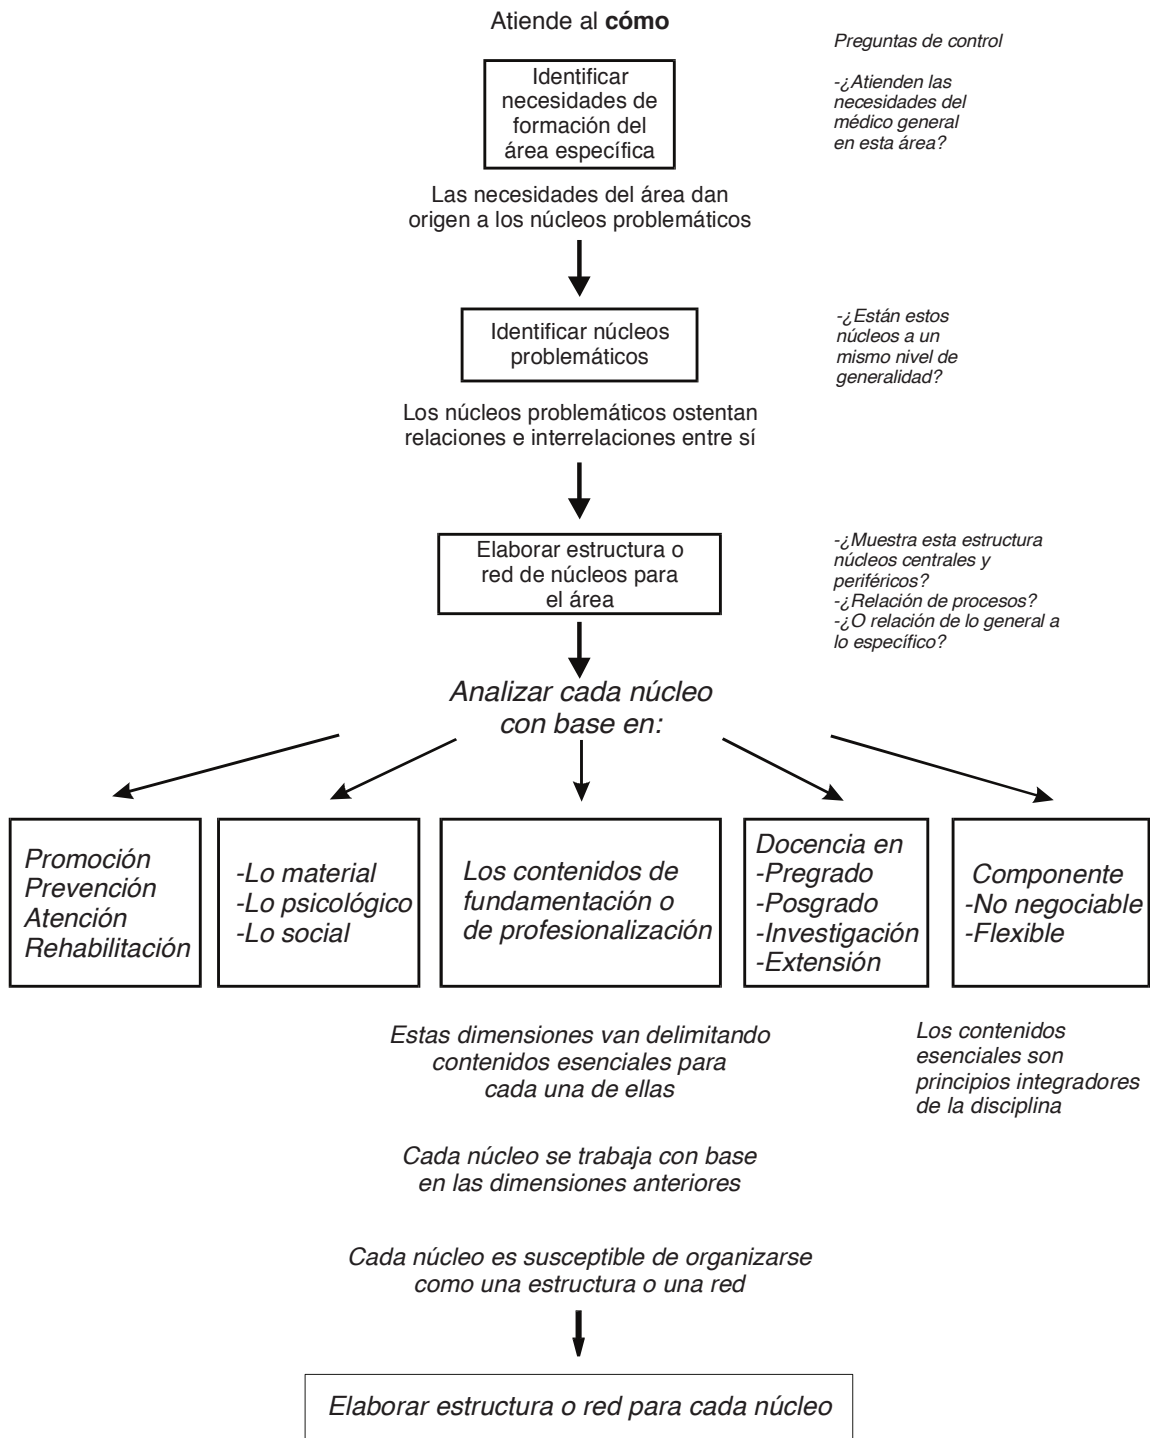 Atiende al cómo
Preguntas de control
Identificar
necesidades de
formación del
área específica
-¿Atienden las
necesidades del
médico general
en esta área?
Las necesidades del área dan
origen a los núcleos problemáticos
Identificar núcleos
problemáticos
-¿Están estos
núcleos a un
mismo nivel de
generalidad?
Los núcleos problemáticos ostentan
relaciones e interrelaciones entre sí
Elaborar estructura o
red de núcleos para
el área
-¿Muestra esta estructura
núcleos centrales y
periféricos?
-¿Relación de procesos?
-¿O relación de lo general a
lo específico?
Analizar cada núcleo
con base en:
Promoción
Prevención
Atención
Rehabilitación
-Lo material
-Lo psicológico
-Lo social
Los contenidos de
fundamentación o
de profesionalización
Docencia en
-Pregrado
-Posgrado
-Investigación
-Extensión
Componente
-No negociable
-Flexible
Estas dimensiones van delimitando
contenidos esenciales para
cada una de ellas
Los contenidos
esenciales son
principios integradores
de la disciplina
Cada núcleo se trabaja con base
en las dimensiones anteriores
Cada núcleo es susceptible de organizarse
como una estructura o una red
Elaborar estructura o red para cada núcleo